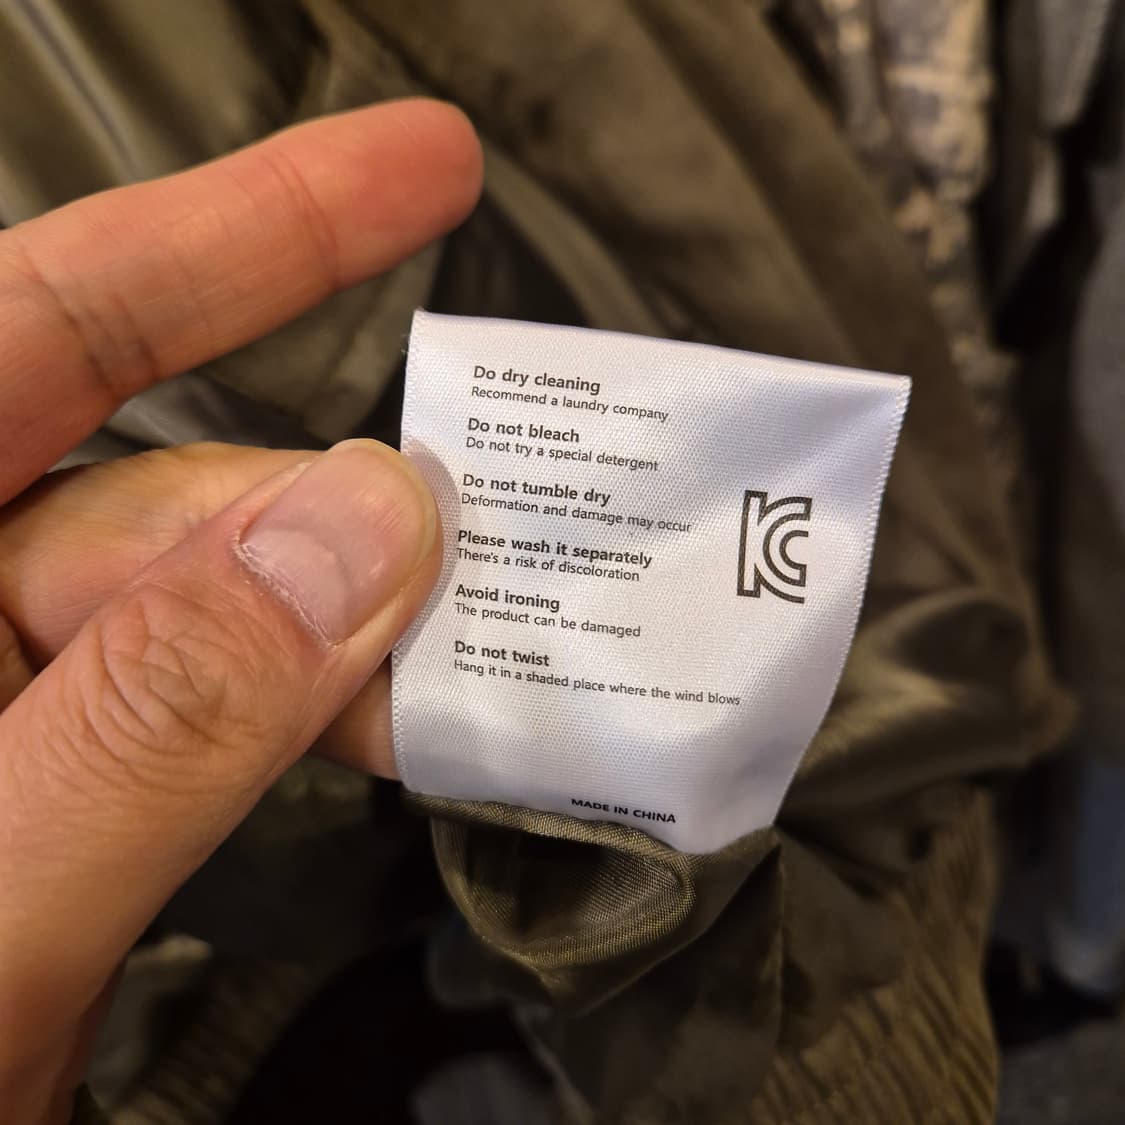 Do dry cleaning
Recommend a laundry company
Do not bleach
Do not try a special detergent
Do not tumble dry
Deformation and damage may occur
Please wash it separately
There's a risk of discoloration
Avoid ironing
The product can be damaged
Do not twist
Hang it in a shaded place where the wind blows
KC
MADE IN CHINA